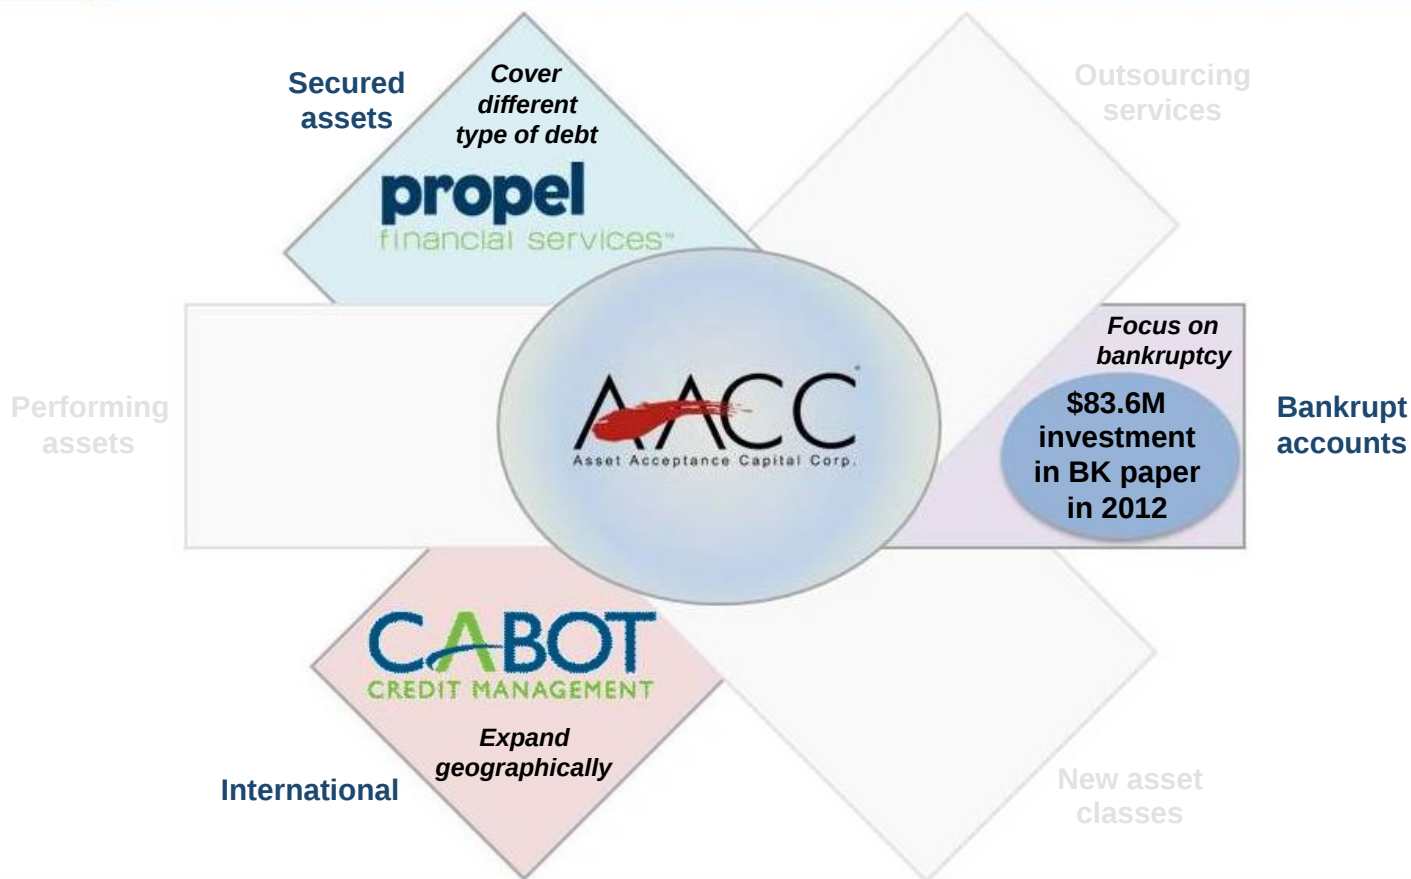 Secured
assets
Cover
different
type of debt
propel
financial services™
Outsourcing
services
Focus on
bankruptcy
$83.6M
investment
in BK paper
in 2012
Bankrupt
accounts
Performing
assets
AACC®
Asset Acceptance Capital Corp.
CABOT
CREDIT MANAGEMENT
Expand
geographically
International
New asset
classes